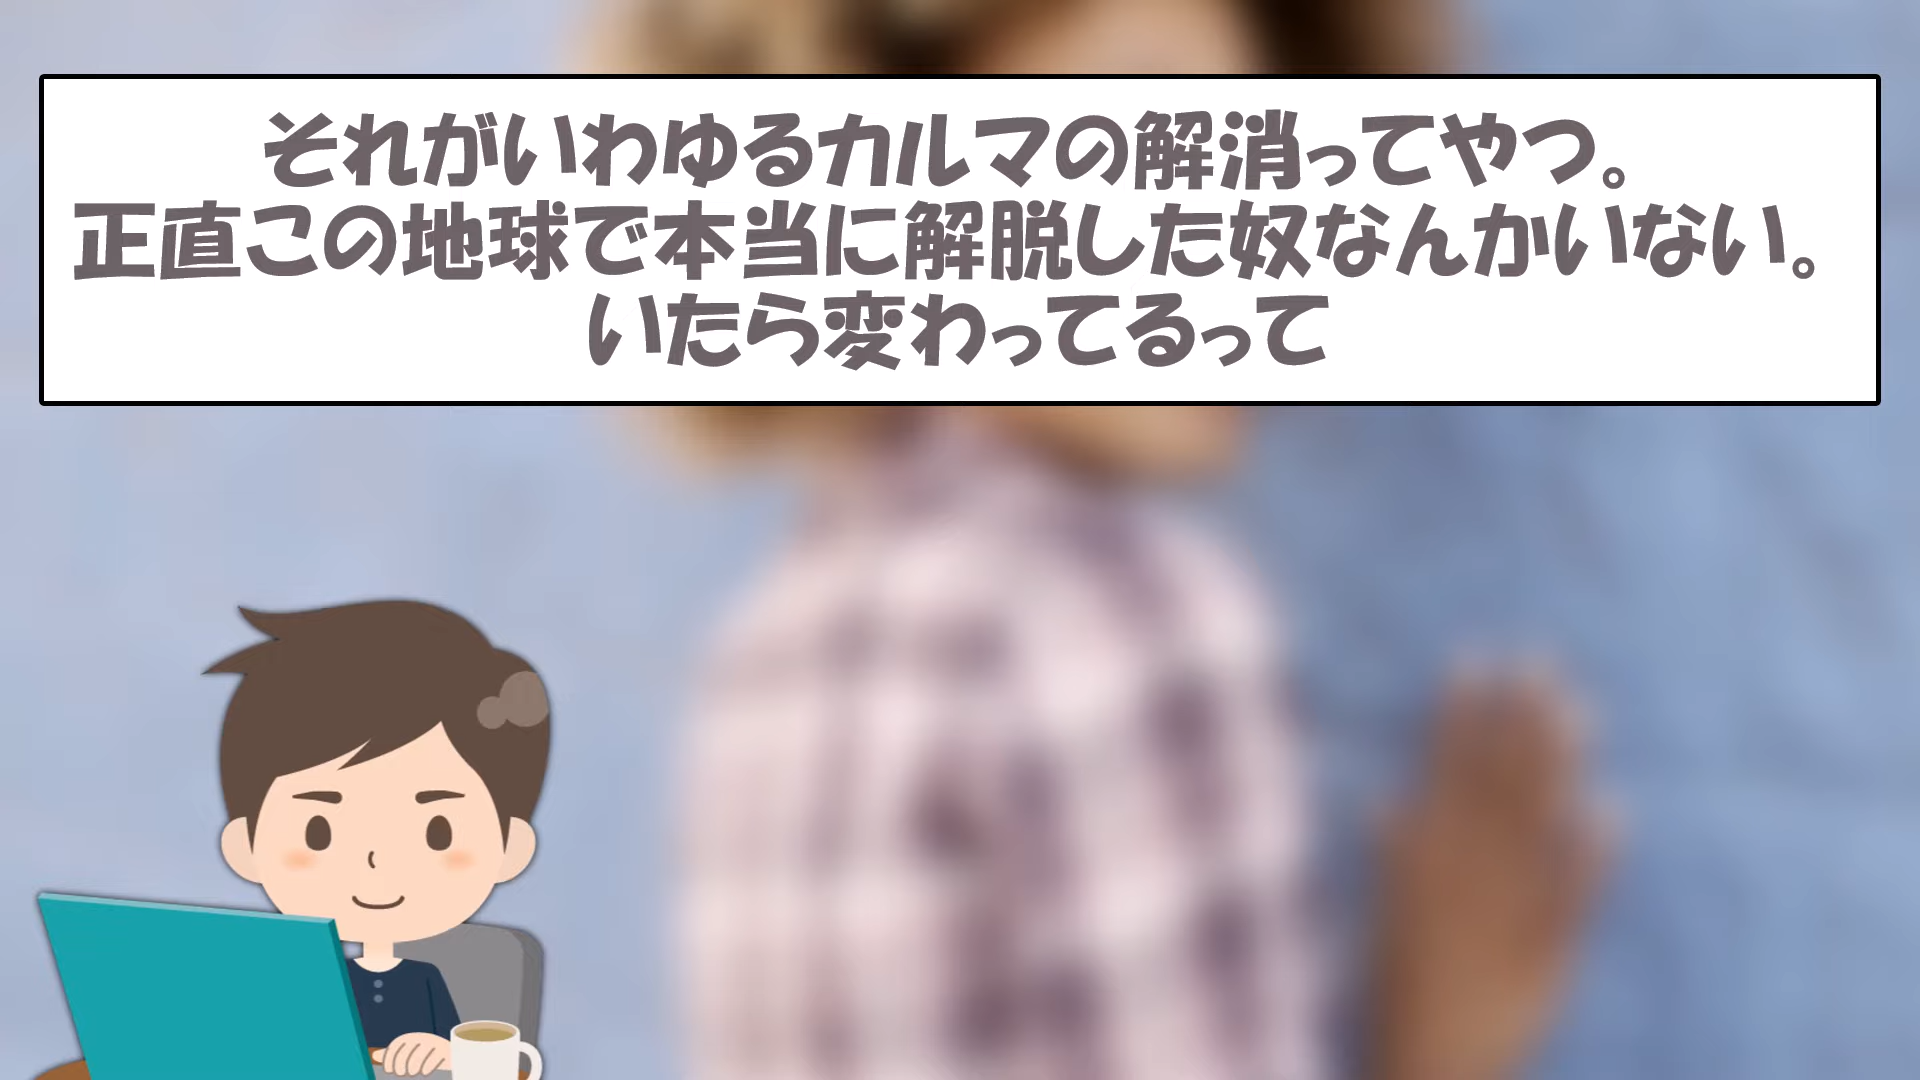 それがいわゆるカルマの解消ってやつ。
正直この地球で本当に解脱した奴なんかいない。
いたら変わってるって